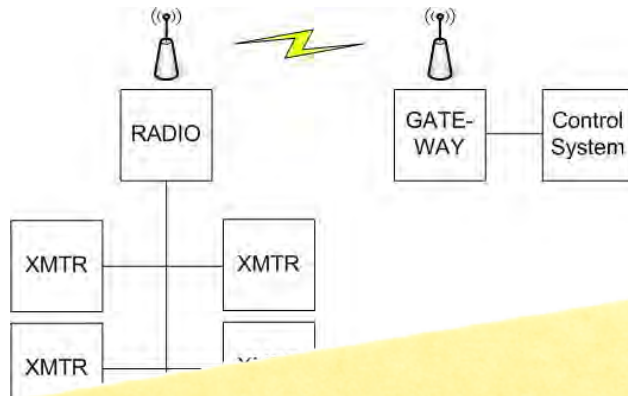 RADIO
GATE-
WAY
Control
System
XMTR
XMTR
XMTR